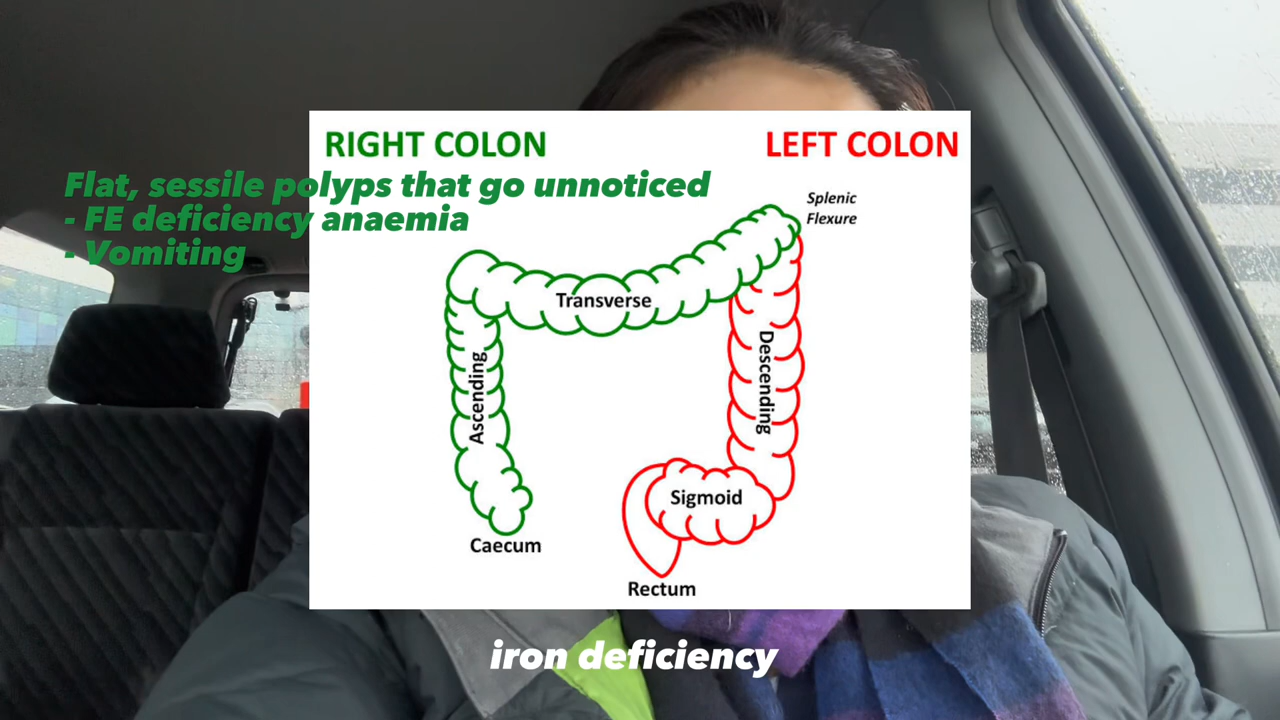 RIGHT COLON
LEFT COLON
Flat, sessile polyps that go unnoticed
- FE deficiency anaemia
- Vomiting
Splenic
Flexure
Transverse
Ascending
Descending
Sigmoid
Caecum
Rectum
iron deficiency